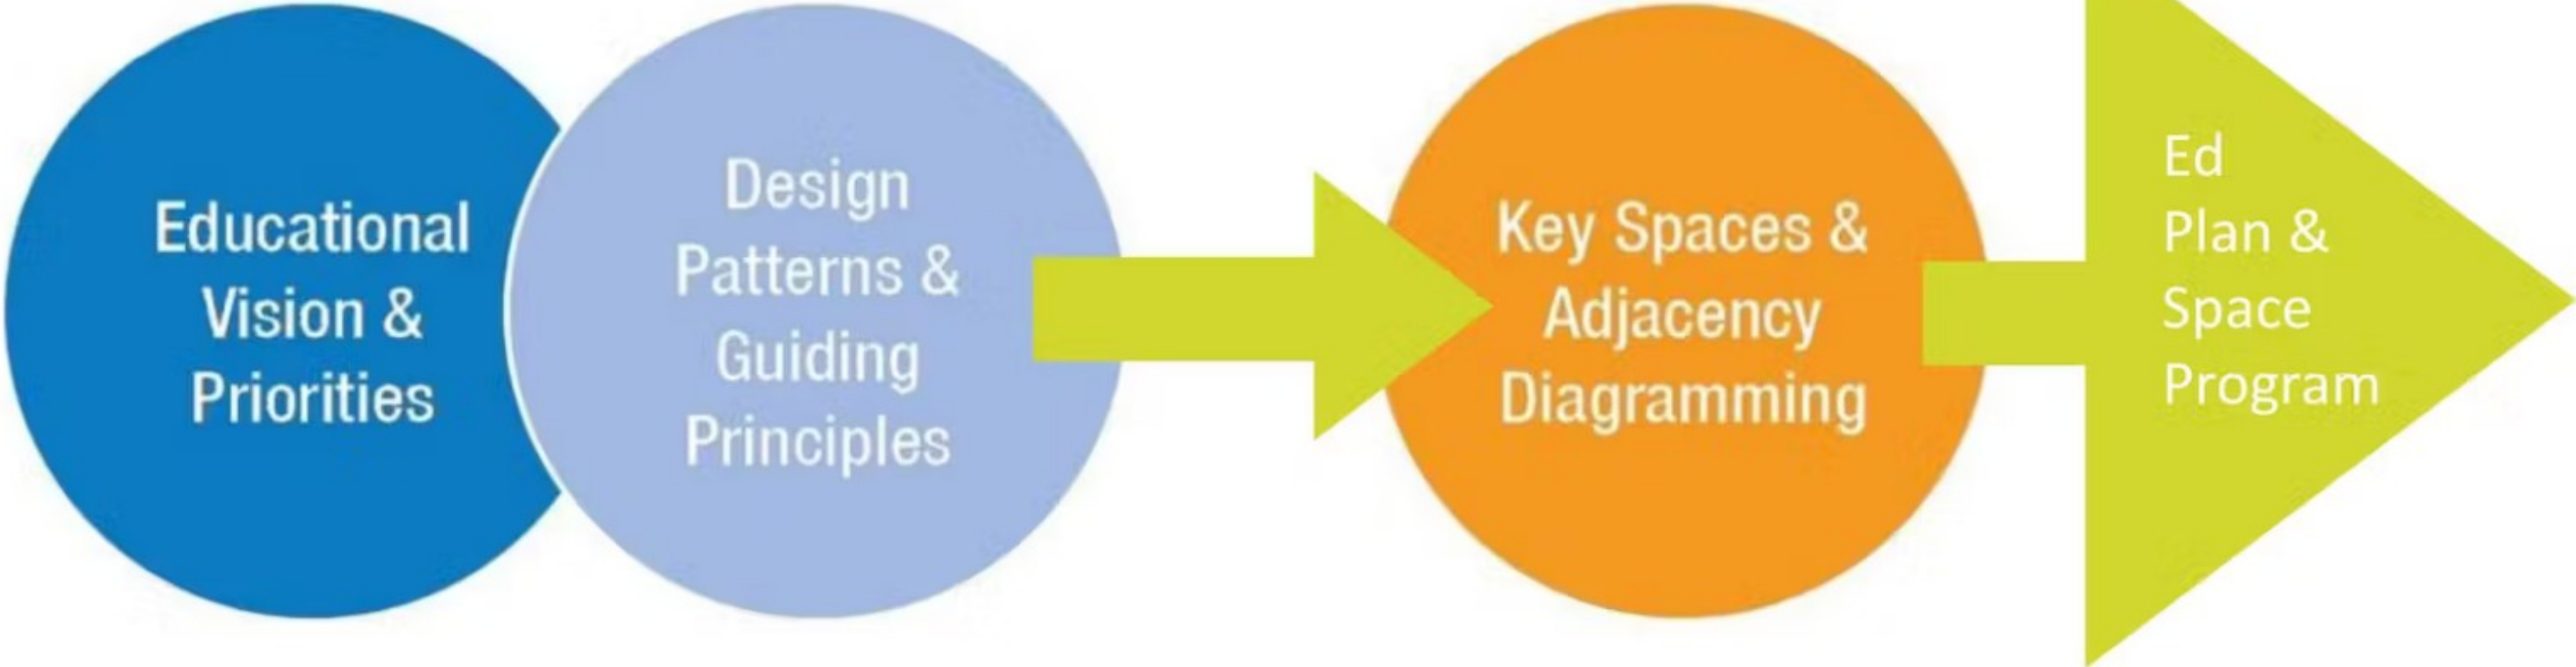 Educational
Vision &
Priorities
Design
Patterns &
Guiding
Principles
Key Spaces &
Adjacency
Diagramming
Ed
Plan &
Space
Program